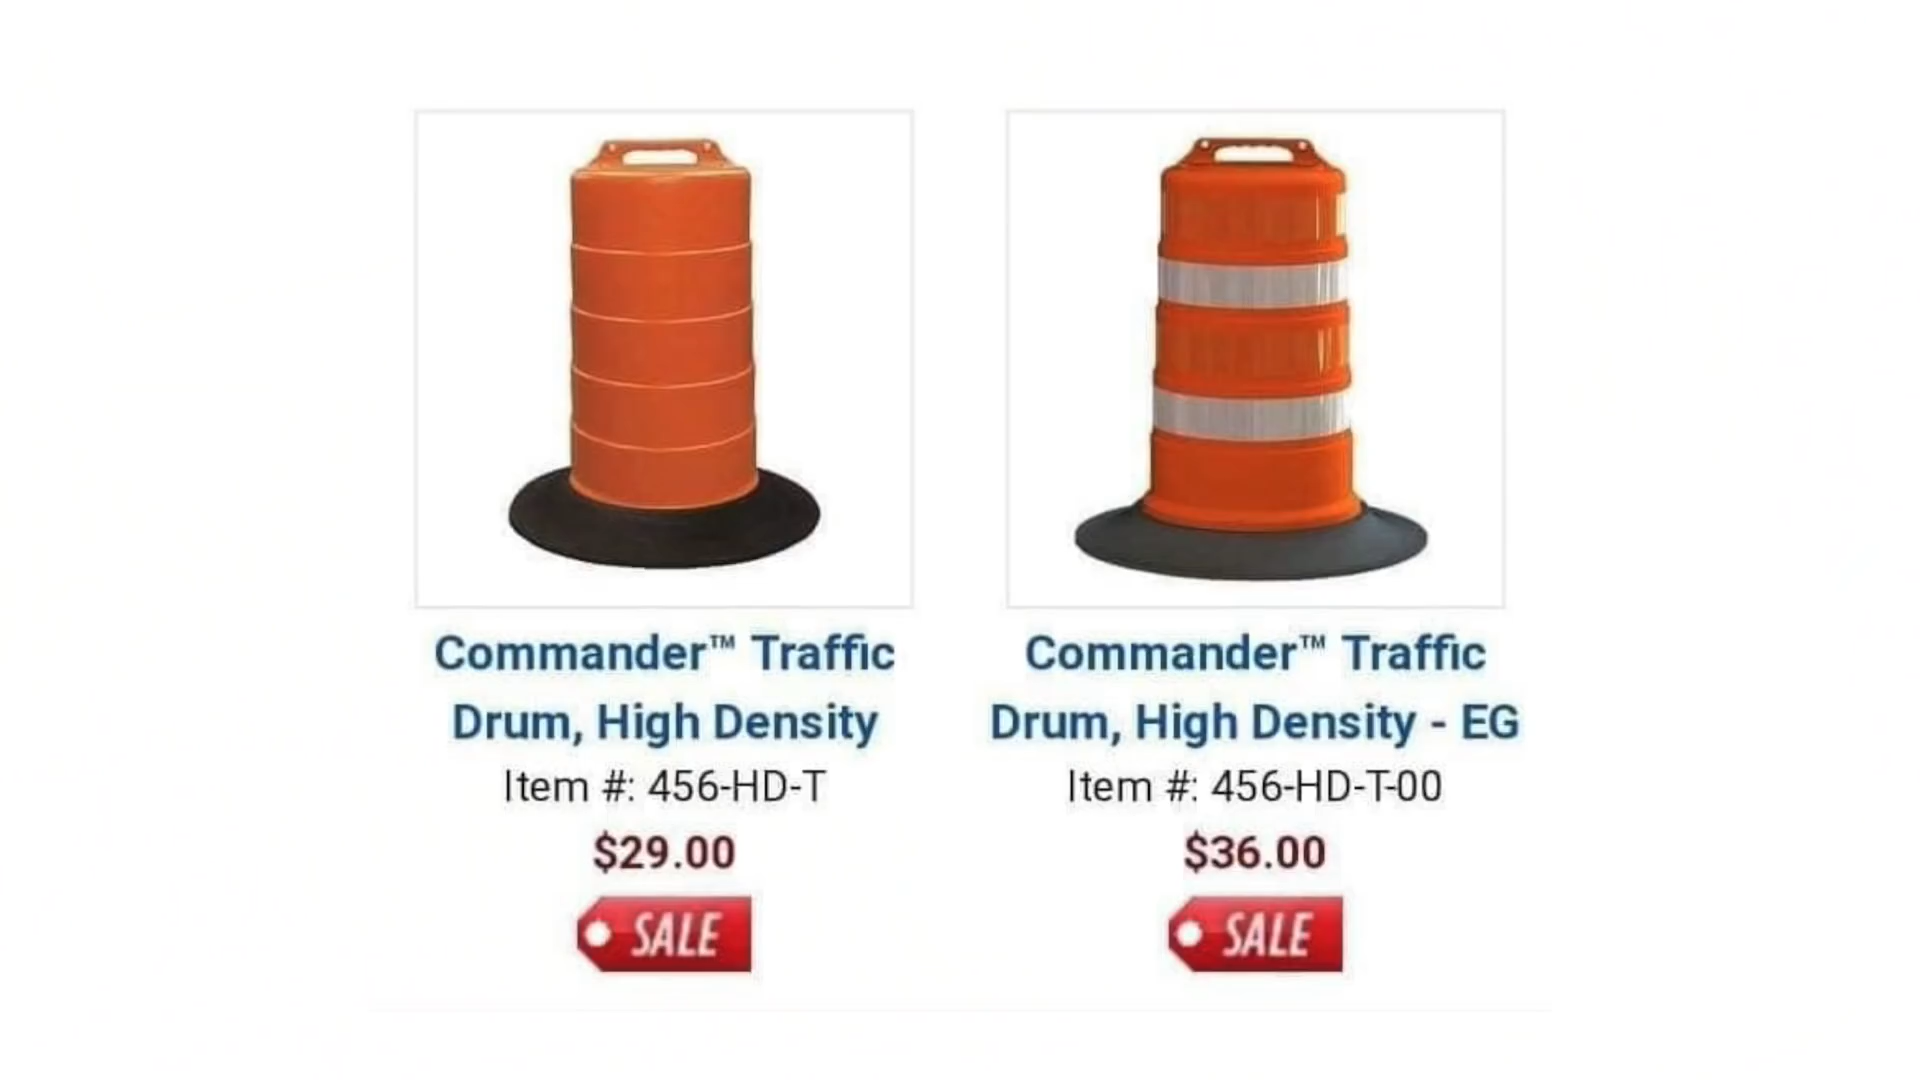 Commander™ Traffic
Drum, High Density
Item #: 456-HD-T
$29.00
SALE
Commander™ Traffic
Drum, High Density - EG
Item #: 456-HD-T-00
$36.00
SALE